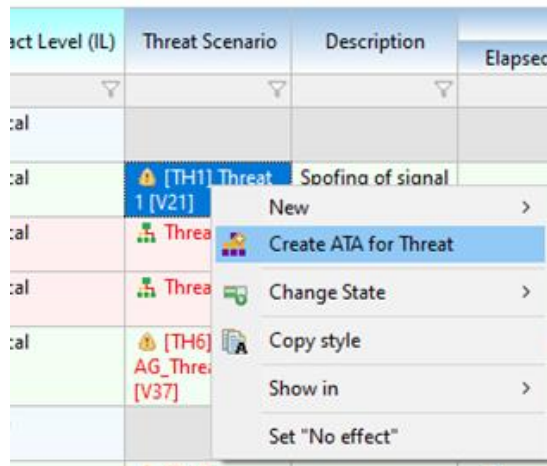 act Level (IL)
Threat Scenario
Description
Elapsed
cal
cal
[TH1] Threat
1 [V21]
Spofing of signal
cal
Threa
cal
Threa
cal
[TH6]
AG_Threa
[V37]
New
Create ATA for Threat
Change State
Copy style
Show in
Set "No effect"